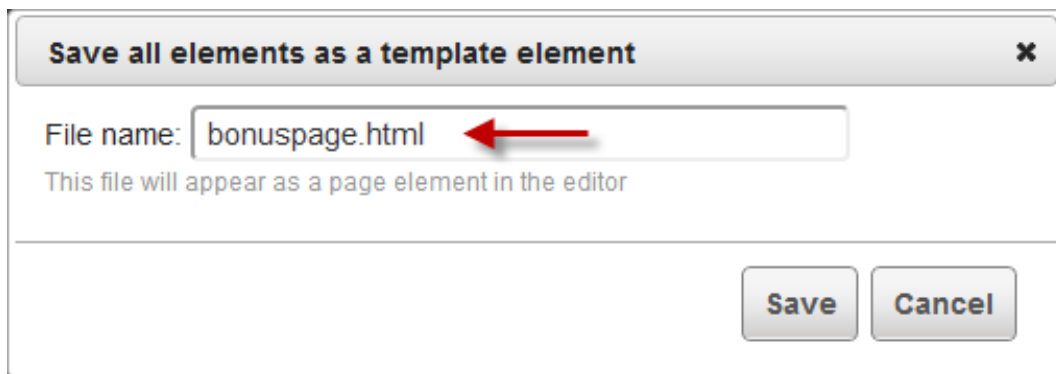 Save all elements as a template element
File name: bonuspage.html
This file will appear as a page element in the editor
Save Cancel